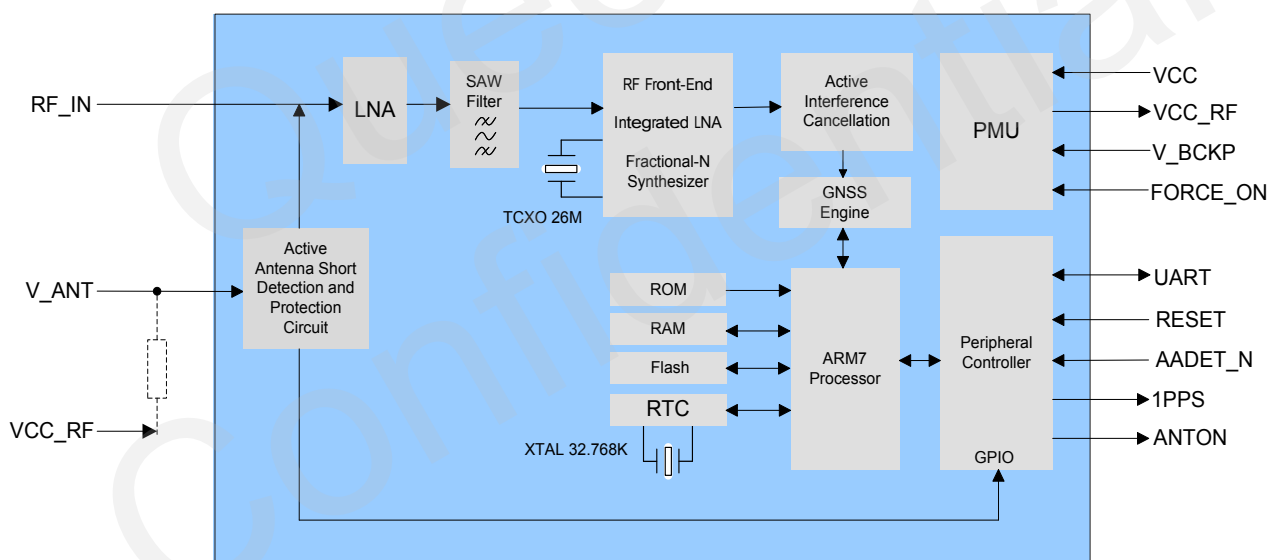 RF_IN
V_ANT
VCC_RF
LNA
SAW
Filter
RF Front-End
Integrated LNA
Fractional-N
Synthesizer
TCXO 26M
Active
Interference
Cancellation
GNSS
Engine
PMU
VCC
VCC_RF
V_BCKP
FORCE_ON
Active
Antenna Short
Detection and
Protection
Circuit
ROM
RAM
Flash
RTC
XTAL 32.768K
ARM7
Processor
Peripheral
Controller
GPIO
UART
RESET
AADET_N
1PPS
ANTON
Confidential